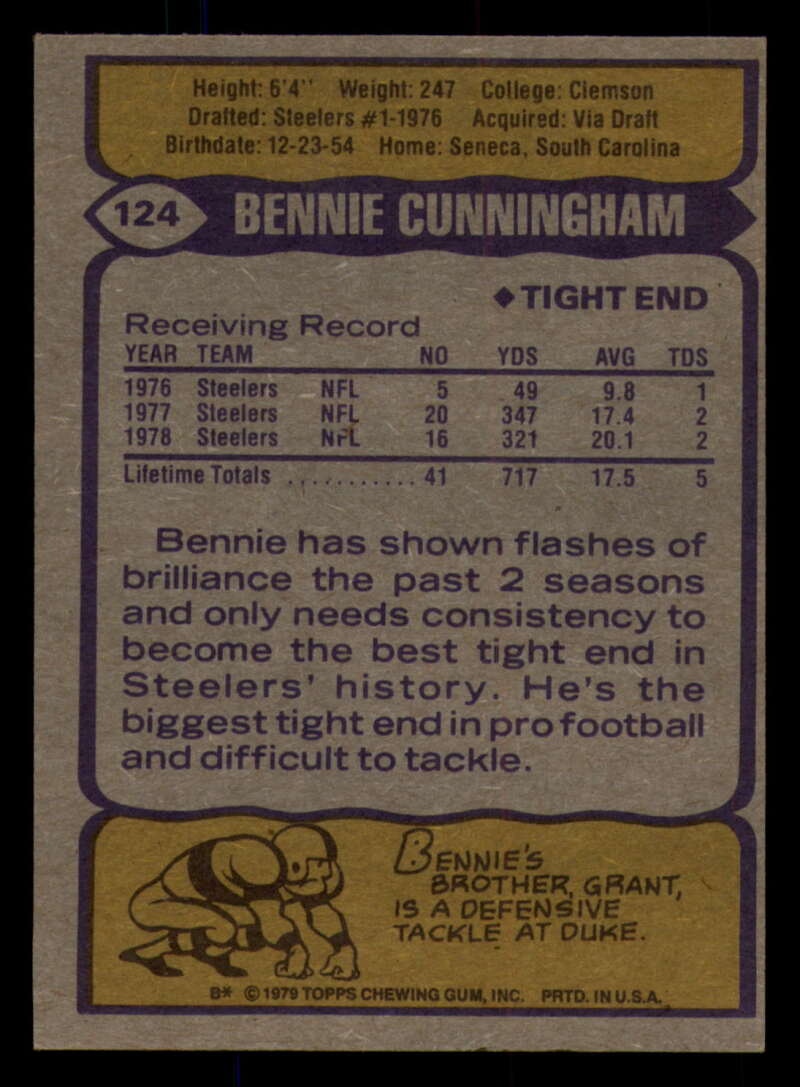 Height: 6'4" Weight: 247 College: Clemson
Drafted: Steelers #1-1976 Acquired: Via Draft
Birthdate: 12-23-54 Home: Seneca, South Carolina
124 BENNIE CUNNINGHAM
◆TIGHT END
Receiving Record
YEAR TEAM NO YDS AVG TDS
1976 Steelers NFL 5 49 9.8 1
1977 Steelers NFL 20 347 17.4 2
1978 Steelers NFL 16 321 20.1 2
Lifetime Totals ........... 41 717 17.5 5
Bennie has shown flashes of
brilliance the past 2 seasons
and only needs consistency to
become the best tight end in
Steelers' history. He's the
biggest tight end in pro football
and difficult to tackle.
BENNIE'S
BROTHER, GRANT,
IS A DEFENSIVE
TACKLE AT DUKE.
B* © 1979 TOPPS CHEWING GUM, INC. PRTD. IN U.S.A.